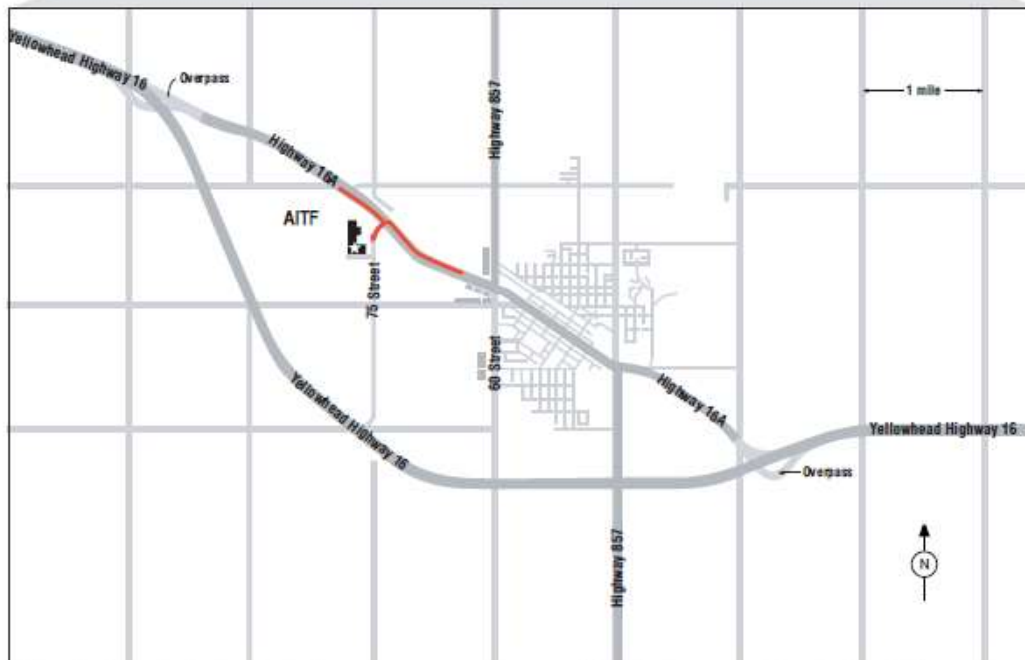 Yellowhead Highway 16
Overpass
1 mile
Highway 857
Highway 16A
AITF
75 Street
60 Street
Yellowhead Highway 16
Highway 16A
Yellowhead Highway 16
Overpass
Highway 857
N